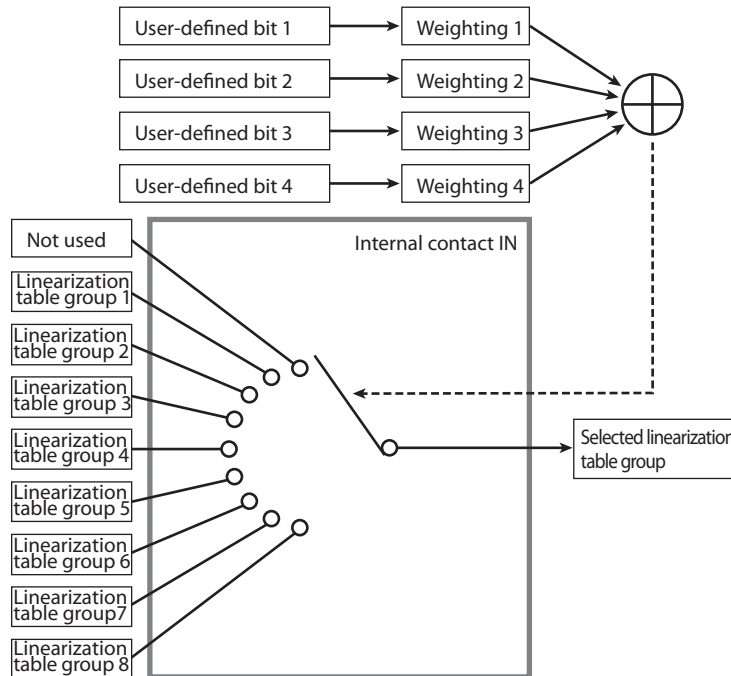 User-defined bit 1
Weighting 1
User-defined bit 2
Weighting 2
User-defined bit 3
Weighting 3
User-defined bit 4
Weighting 4
Not used
Internal contact IN
Linearization
table group 1
Linearization
table group 2
Linearization
table group 3
Linearization
table group 4
Selected linearization
table group
Linearization
table group 5
Linearization
table group 6
Linearization
table group7
Linearization
table group 8